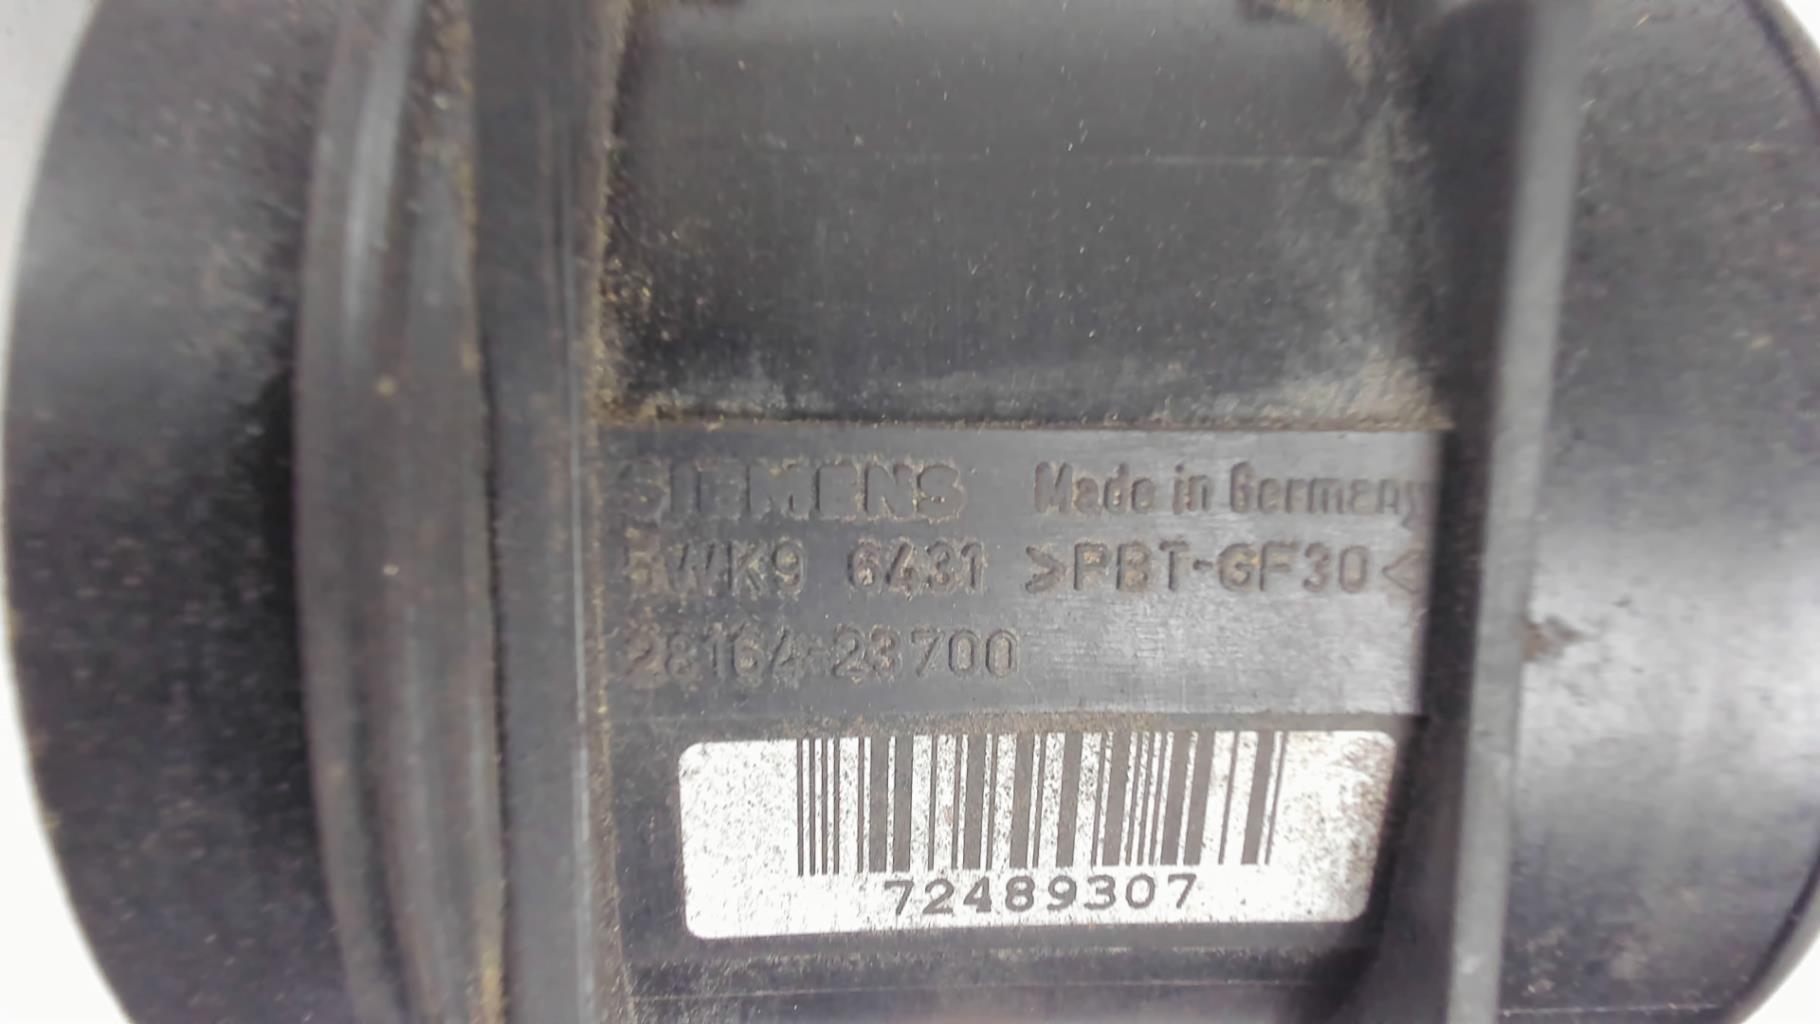 SIEMENS Made in Germany
5WK9 6431 >PBT-GF30<
28164-23700
72489307